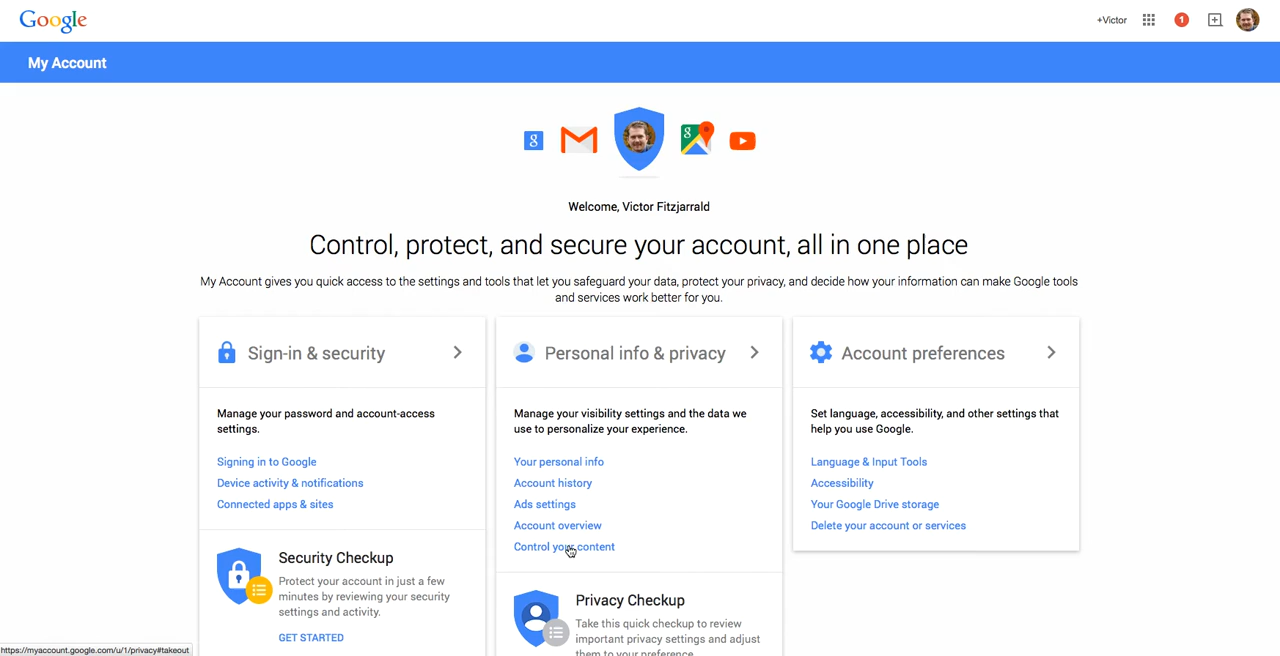 Google
+Victor
1
My Account
Welcome, Victor Fitzjarrald
Control, protect, and secure your account, all in one place
My Account gives you quick access to the settings and tools that let you safeguard your data, protect your privacy, and decide how your information can make Google tools
and services work better for you.
Sign-in & security
Manage your password and account-access
settings.
Signing in to Google
Device activity & notifications
Connected apps & sites
Security Checkup
Protect your account in just a few
minutes by reviewing your security
settings and activity.
GET STARTED
Personal info & privacy
Manage your visibility settings and the data we
use to personalize your experience.
Your personal info
Account history
Ads settings
Account overview
Control your content
Privacy Checkup
Take this quick checkup to review
important privacy settings and adjust
them to your preference.
Account preferences
Set language, accessibility, and other settings that
help you use Google.
Language & Input Tools
Accessibility
Your Google Drive storage
Delete your account or services
https://myaccount.google.com/u/1/privacy#takeout